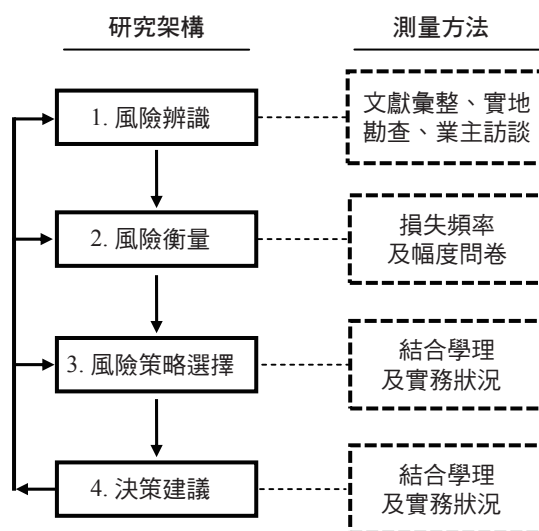 研究架構
測量方法
1. 風險辨識
文獻彙整、實地
勘查、業主訪談
2. 風險衡量
損失頻率
及幅度問卷
3. 風險策略選擇
結合學理
及實務狀況
4. 決策建議
結合學理
及實務狀況